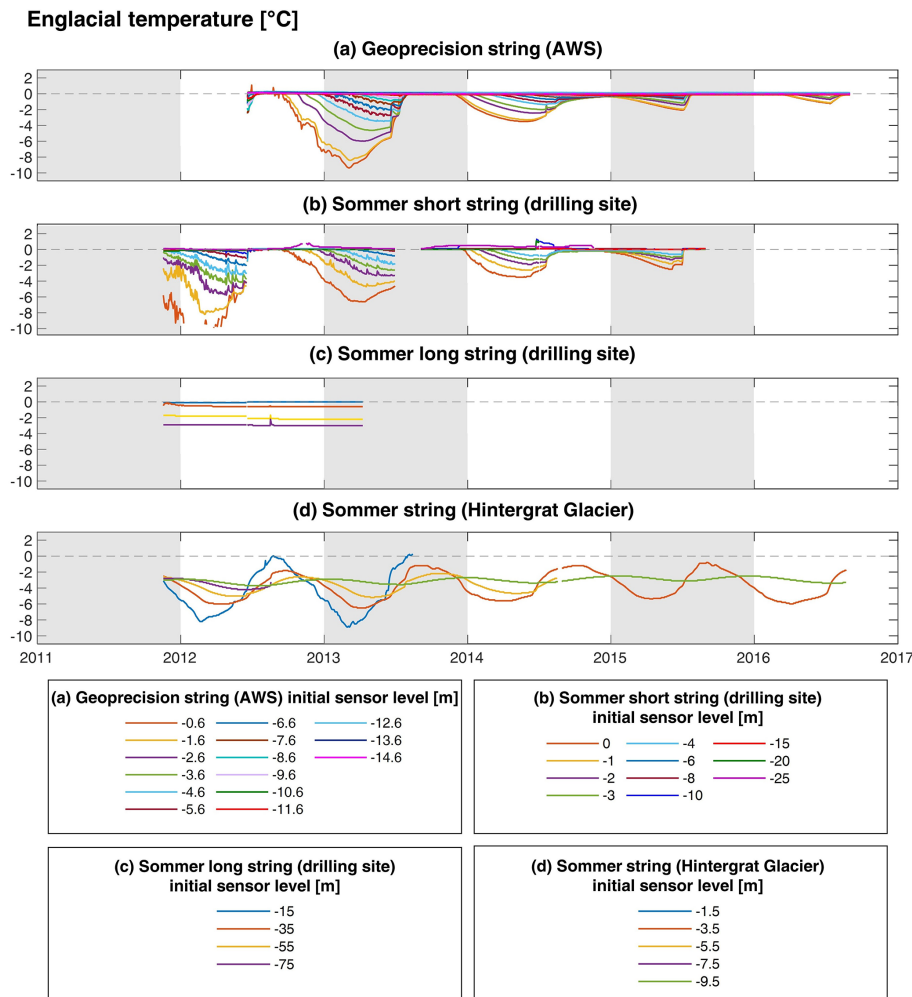 Englacial temperature [°C]
(a) Geoprecision string (AWS)
2
0
-2
-4
-6
-8
-10
(b) Sommer short string (drilling site)
2
0
-2
-4
-6
-8
-10
(c) Sommer long string (drilling site)
2
0
-2
-4
-6
-8
-10
(d) Sommer string (Hintergrat Glacier)
2
0
-2
-4
-6
-8
-10
2011 2012 2013 2014 2015 2016 2017
(a) Geoprecision string (AWS) initial sensor level [m]
-0.6 -6.6 -12.6
-1.6 -7.6 -13.6
-2.6 -8.6 -14.6
-3.6 -9.6
-4.6 -10.6
-5.6 -11.6
(b) Sommer short string (drilling site)
initial sensor level [m]
0 -4 -15
-1 -6 -20
-2 -8 -25
-3 -10
(c) Sommer long string (drilling site)
initial sensor level [m]
-15
-35
-55
-75
(d) Sommer string (Hintergrat Glacier)
initial sensor level [m]
-1.5
-3.5
-5.5
-7.5
-9.5